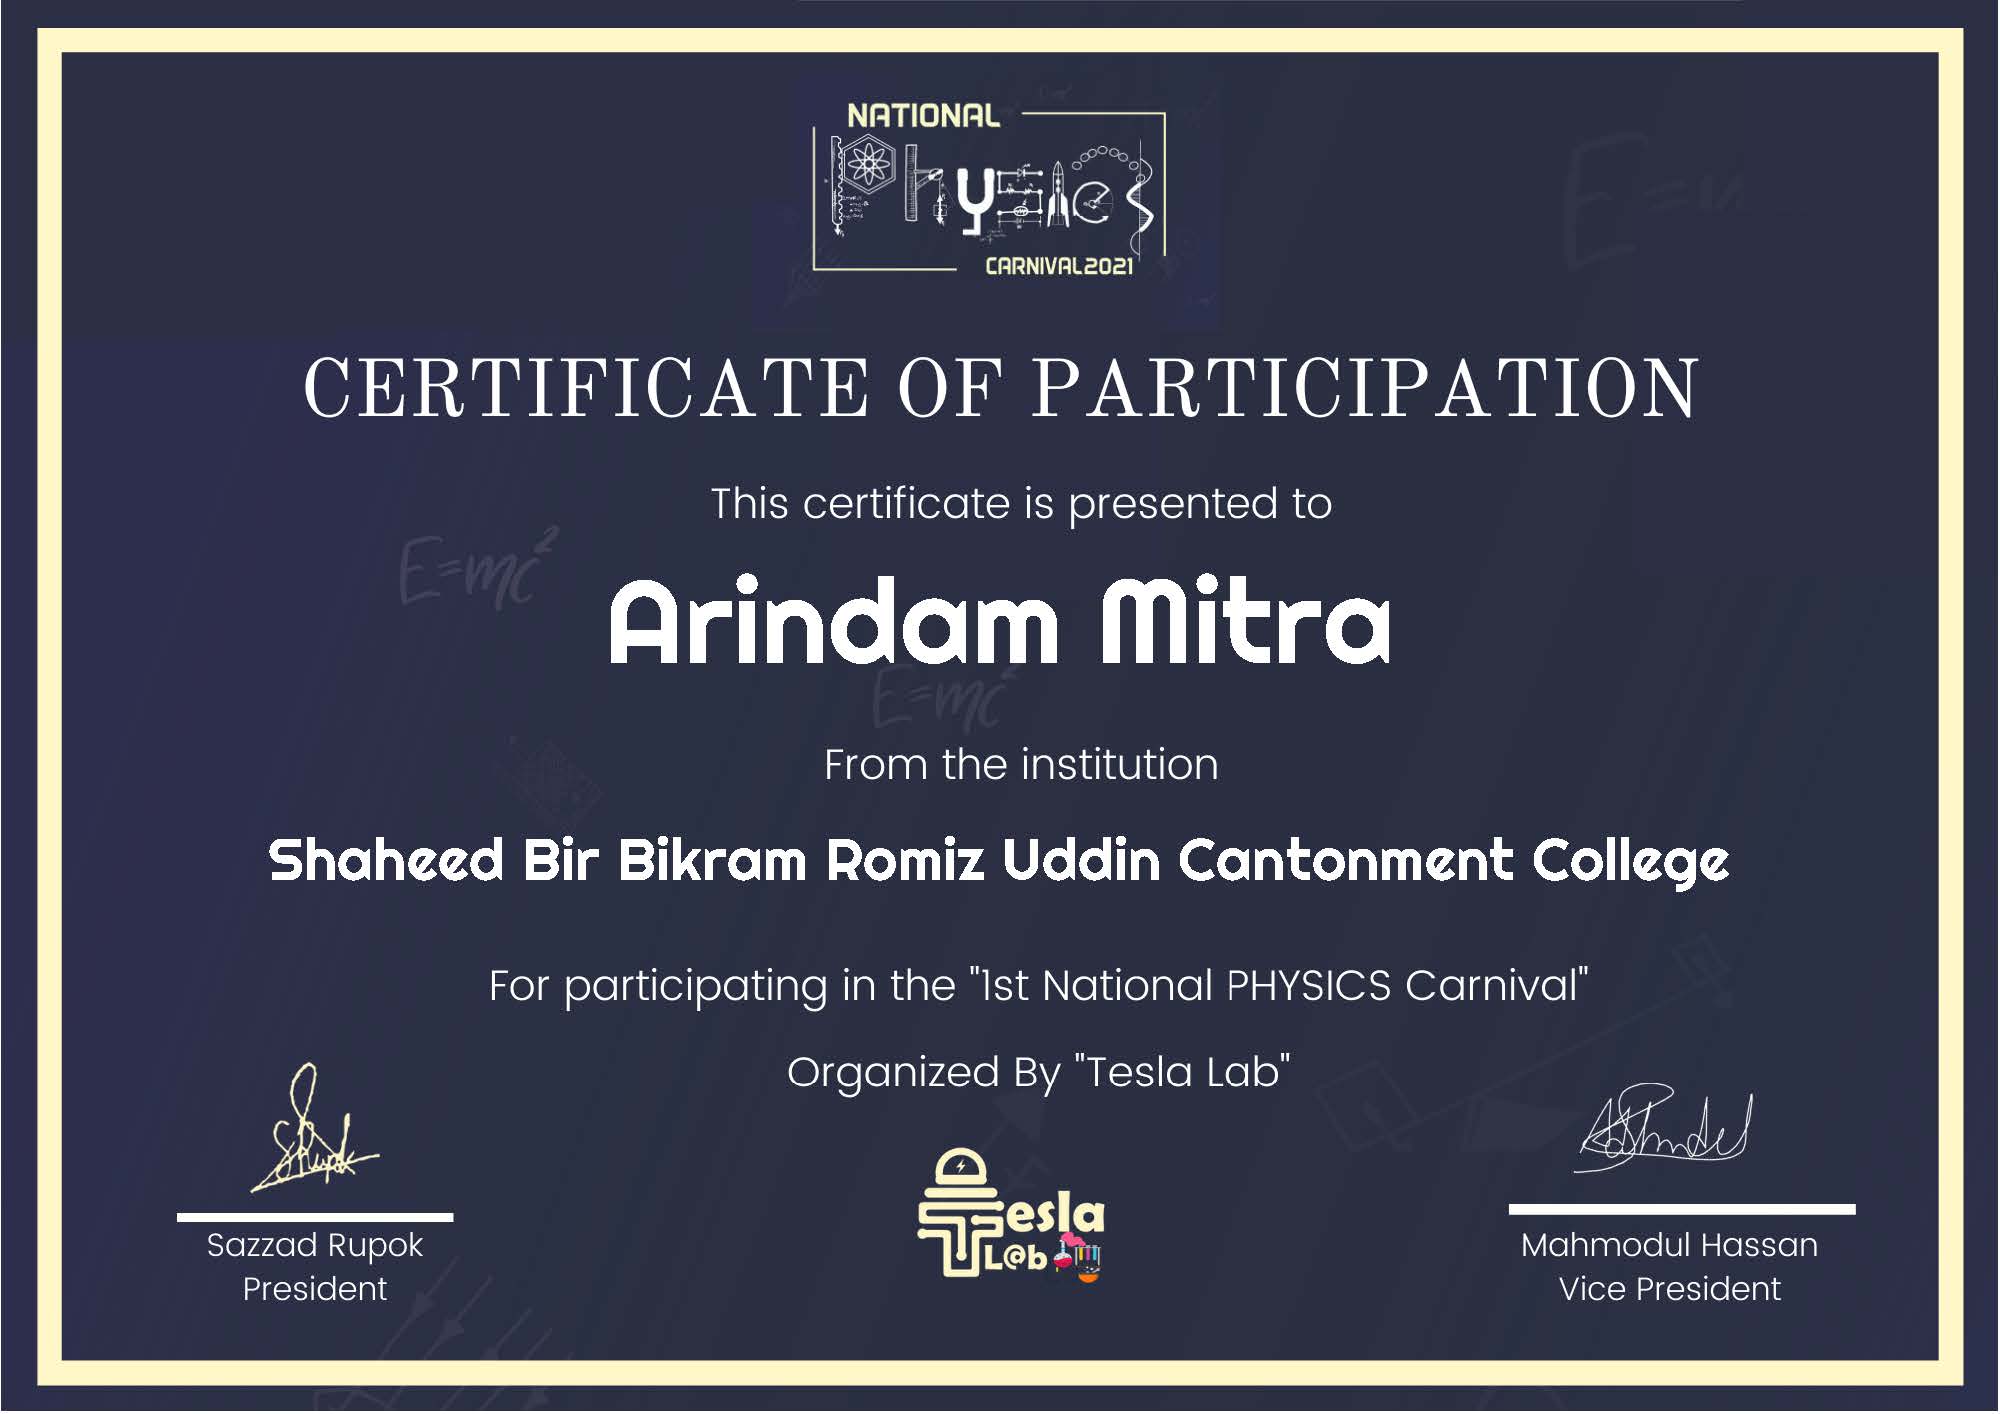 NATIONAL
Physics
CARNIVAL2021
CERTIFICATE OF PARTICIPATION
This certificate is presented to
Arindam Mitra
From the institution
Shaheed Bir Bikram Romiz Uddin Cantonment College
For participating in the "1st National PHYSICS Carnival"
Organized By "Tesla Lab"
E=mc²
E=mc²
Tesla
L@b
Sazzad Rupok
President
Mahmodul Hassan
Vice President